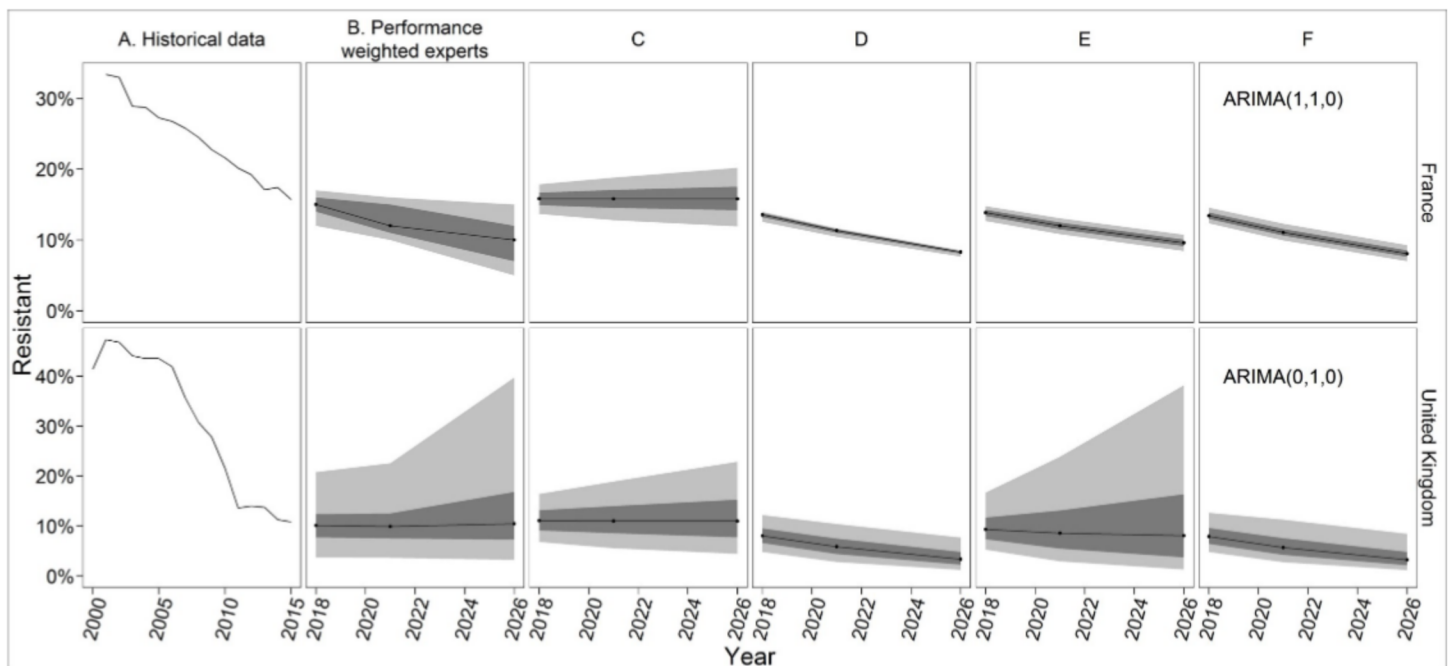 A. Historical data
B. Performance
weighted experts
C
D
E
F
30%
20%
10%
0%
ARIMA(1,1,0)
France
Resistant
40%
30%
20%
10%
0%
ARIMA(0,1,0)
United Kingdom
2000
2005
2010
2015
2018
2020
2022
2024
2026
2018
2020
2022
2024
2026
2018
2020
2022
2024
2026
2018
2020
2022
2024
2026
2018
2020
2022
2024
2026
Year